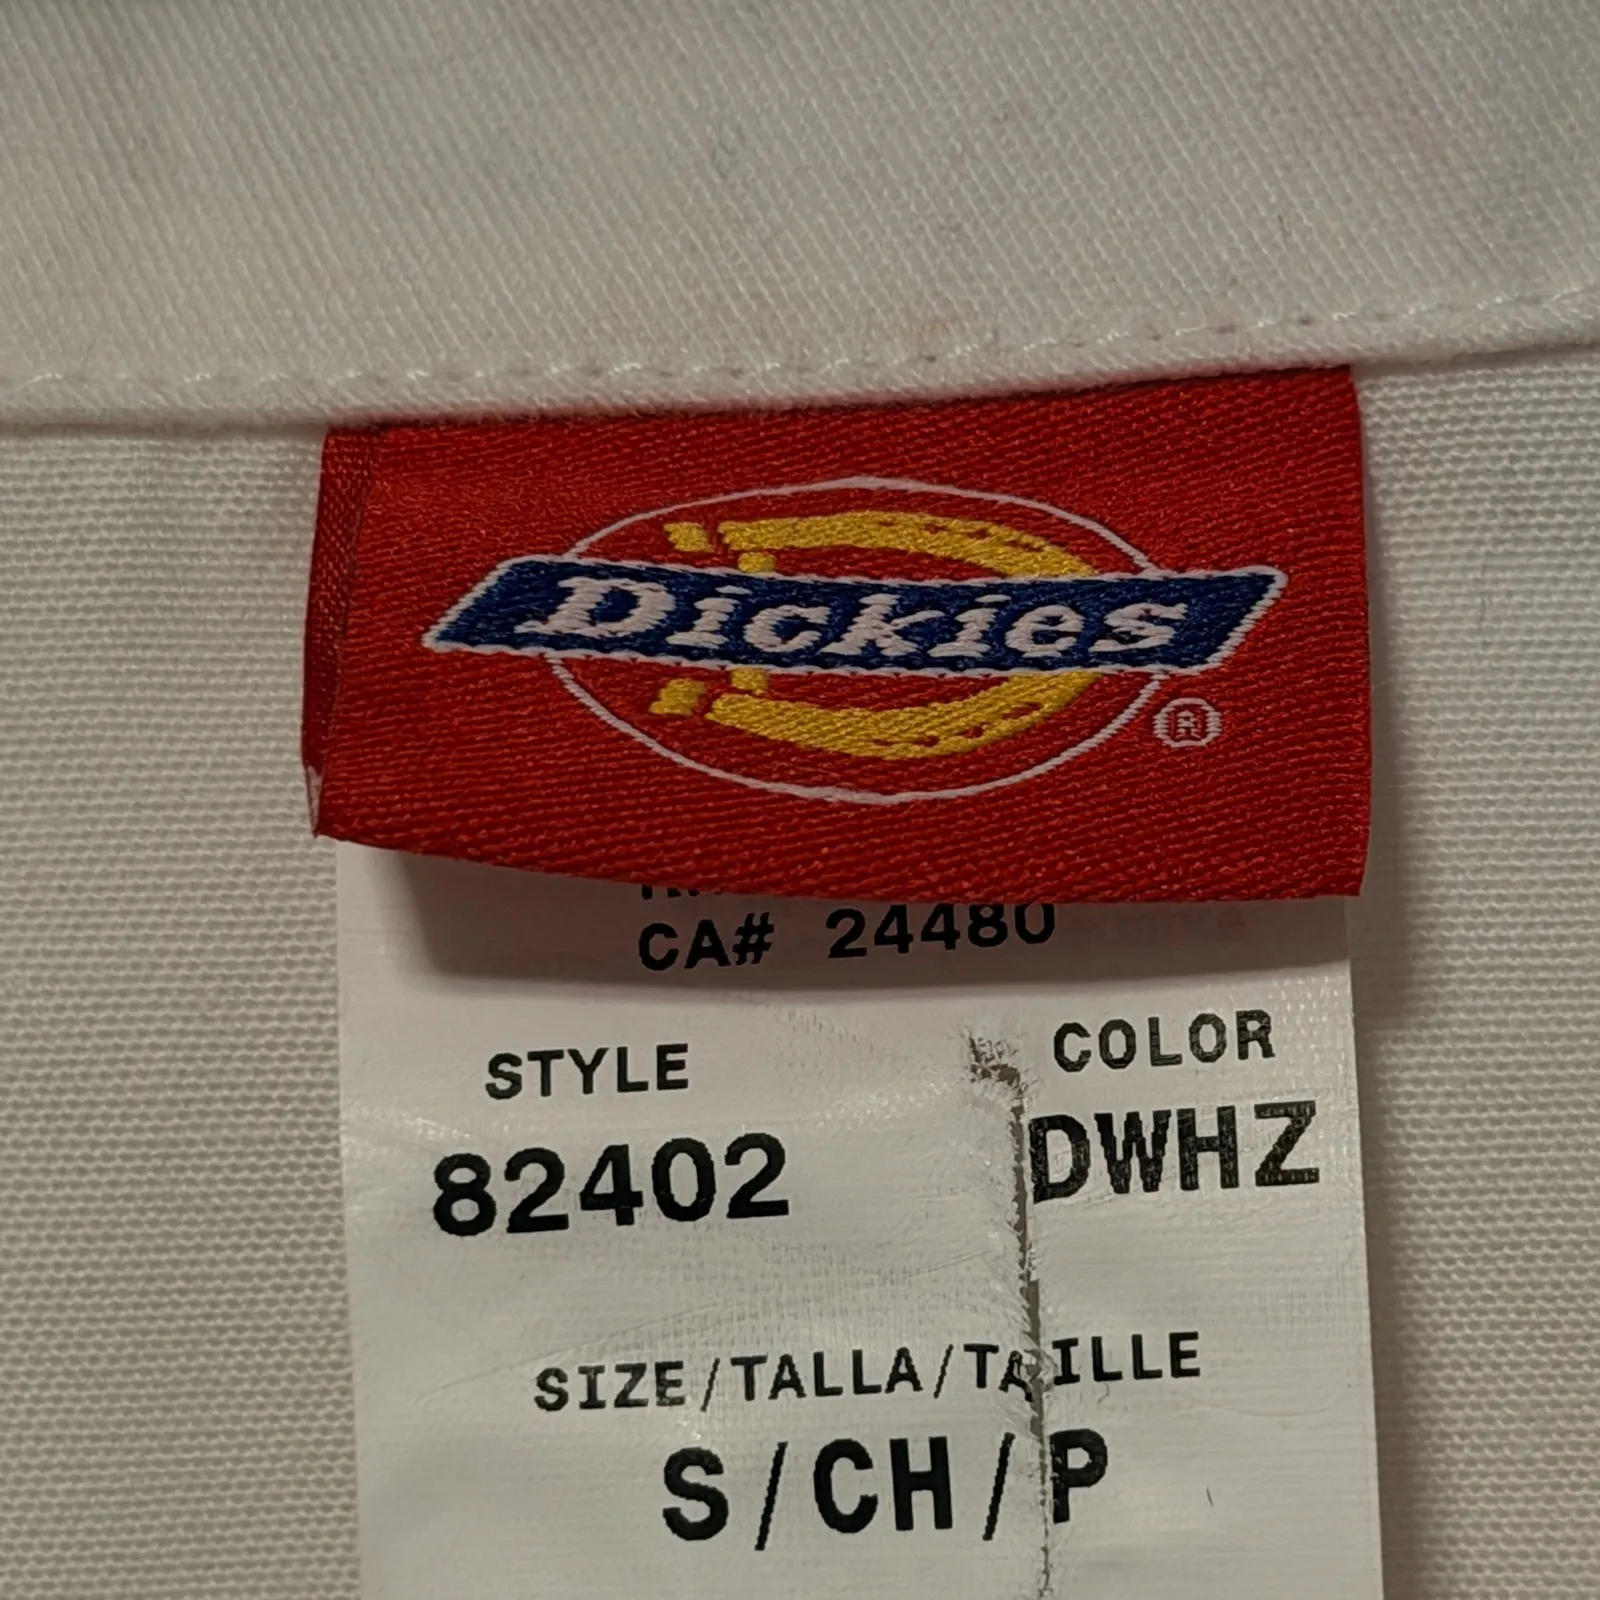 Dickies
®
CA# 24480
STYLE COLOR
82402 DWHZ
SIZE/TALLA/TAILLE
S/CH/P